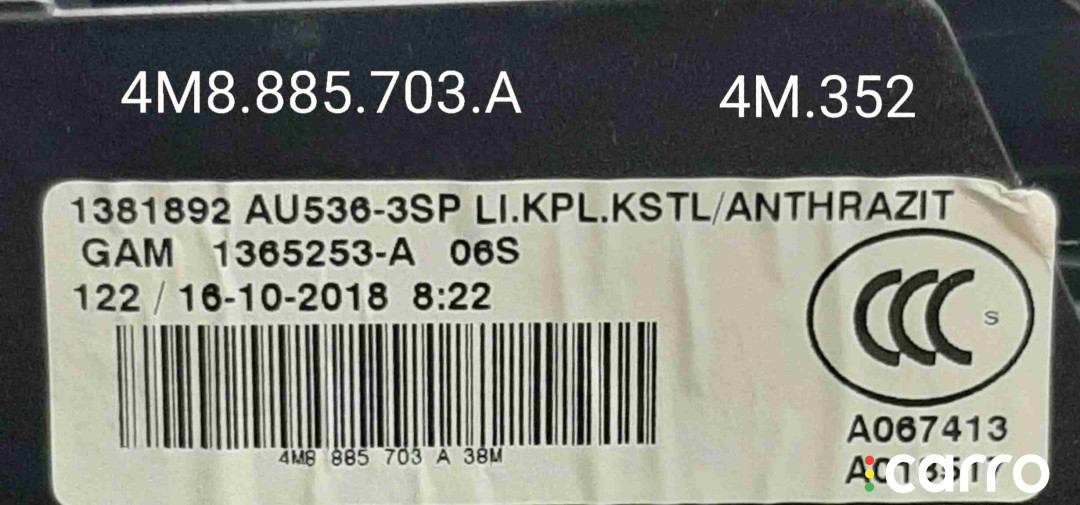 4M8.885.703.A 4M.352
1381892 AU536-3SP LI.KPL.KSTL/ANTHRAZIT
GAM 1365253-A 06S
122 / 16-10-2018 8:22
CCC S
4M8 885 703 A 38M
A067413
carro